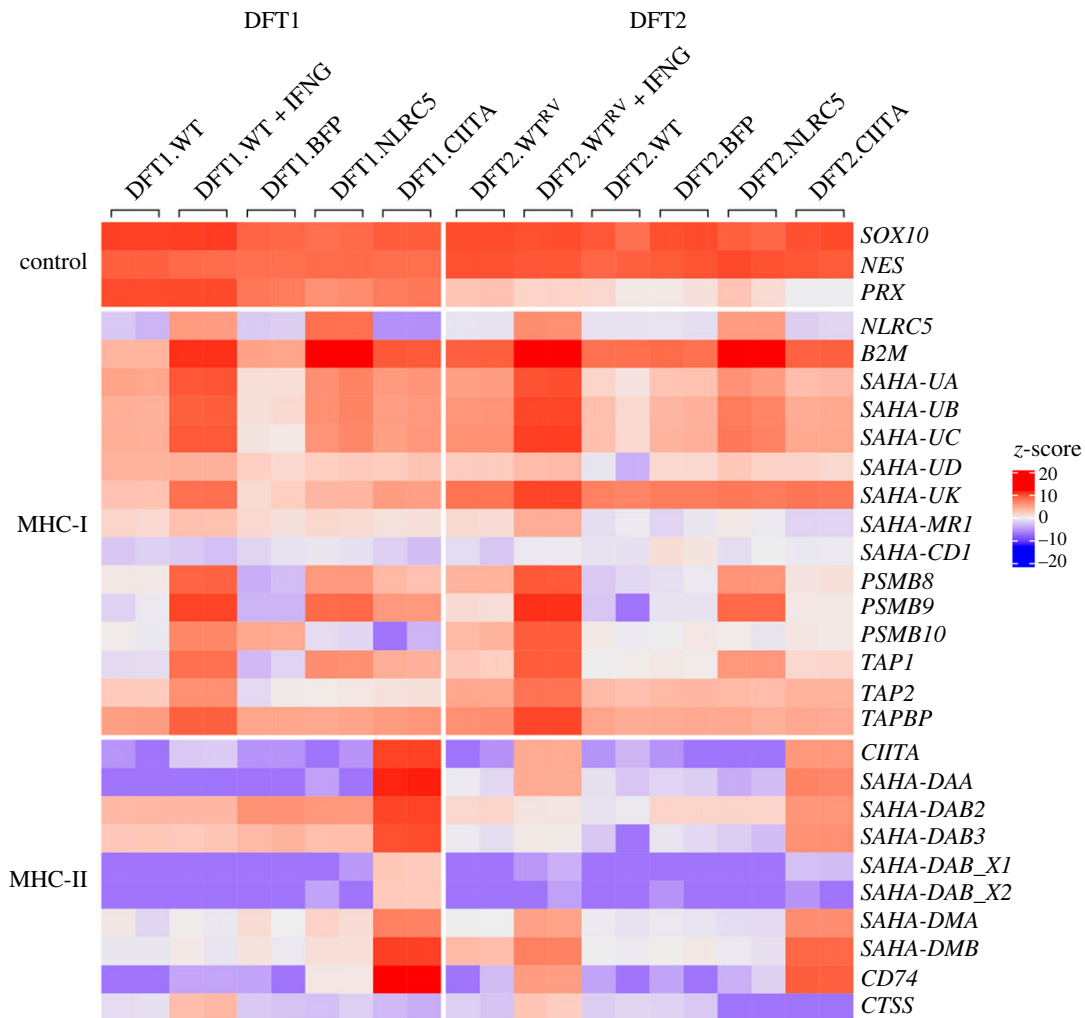 DFT1
DFT2
DFT1.WT
DFT1.WT + IFNG
DFT1.BFP
DFT1.NLRC5
DFT1.CIITA
DFT2.WTᴿⱽ
DFT2.WTᴿⱽ + IFNG
DFT2.WT
DFT2.BFP
DFT2.NLRC5
DFT2.CIITA
control
SOX10
NES
PRX
MHC-I
NLRC5
B2M
SAHA-UA
SAHA-UB
SAHA-UC
SAHA-UD
SAHA-UK
SAHA-MR1
SAHA-CD1
PSMB8
PSMB9
PSMB10
TAP1
TAP2
TAPBP
MHC-II
CIITA
SAHA-DAA
SAHA-DAB2
SAHA-DAB3
SAHA-DAB_X1
SAHA-DAB_X2
SAHA-DMA
SAHA-DMB
CD74
CTSS
z-score
20
10
0
−10
−20